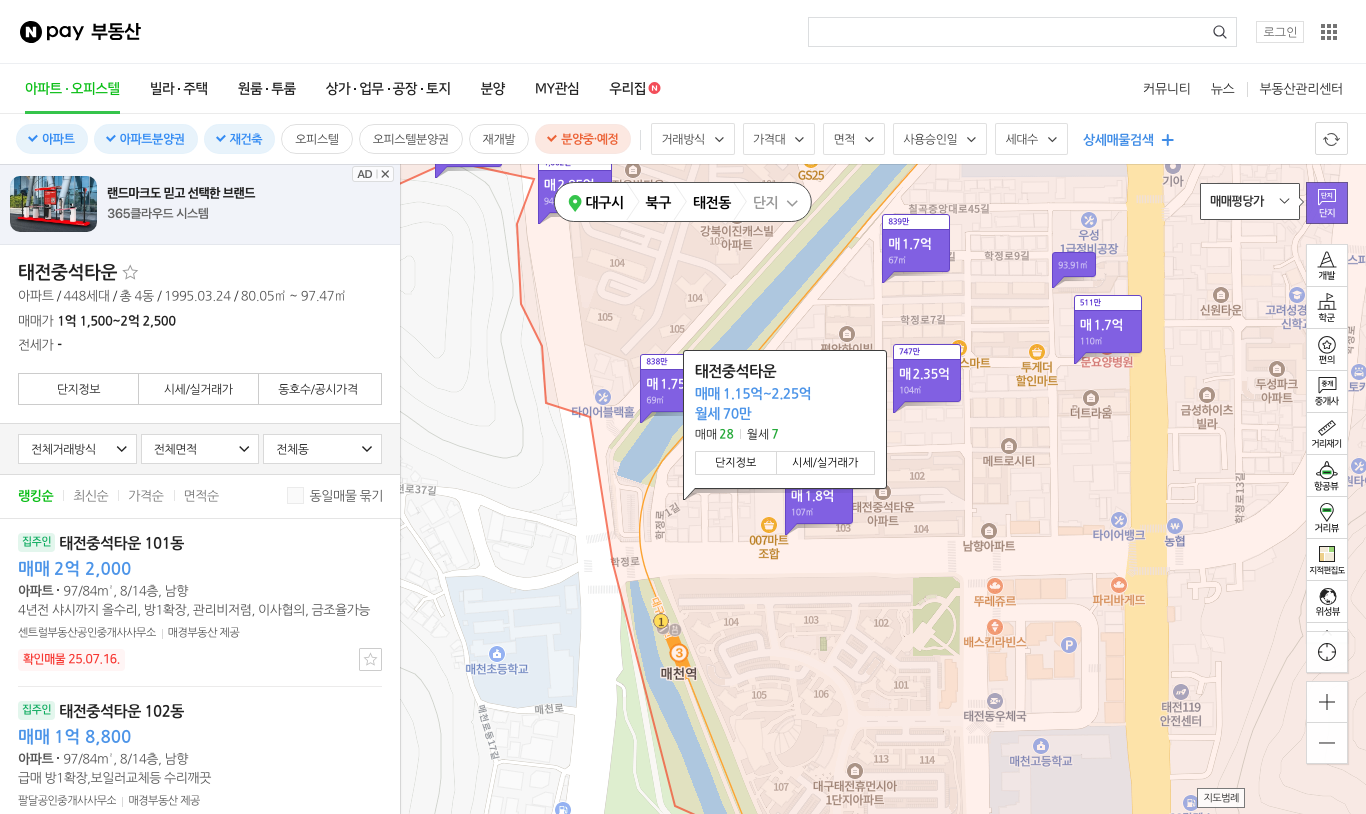 N pay 부동산
로그인
아파트·오피스텔
빌라·주택
원룸·투룸
상가·업무·공장·토지
분양
MY관심
우리집 N
커뮤니티
뉴스
부동산관리센터
아파트
아파트분양권
재건축
오피스텔
오피스텔분양권
재개발
분양중·예정
거래방식
가격대
면적
사용승인일
세대수
상세매물검색
AD
랜드마크도 믿고 선택한 브랜드
365클라우드 시스템
태전중석타운
아파트 / 448세대 / 총 4동 / 1995.03.24 / 80.05㎡ ~ 97.47㎡
매매가 1억 1,500~2억 2,500
전세가 -
단지정보
시세/실거래가
동호수/공시가격
전체거래방식
전체면적
전체동
랭킹순
최신순
가격순
면적순
동일매물 묶기
집주인 태전중석타운 101동
매매 2억 2,000
아파트 · 97/84m², 8/14층, 남향
4년전 샤시까지 올수리, 방1확장, 관리비저렴, 이사협의, 금조율가능
센트럴부동산공인중개사사무소 | 매경부동산 제공
확인매물 25.07.16.
집주인 태전중석타운 102동
매매 1억 8,800
아파트 · 97/84m², 8/14층, 남향
급매 방1확장,보일러교체등 수리깨끗
팔달공인중개사사무소 | 매경부동산 제공
대구시
북구
태전동
단지
매매평당가
단지
단지
GS25
기아
칠곡중앙대로45길
강북이진캐스빌
아파트
103
839만
매 1.7억
67㎡
우성
1급정비공장
학정로9길
93.91㎡
104
105
105
104
105
학정로7길
511만
매 1.7억
110㎡
신원타운
고려성경
신학교
문요양병원
838만
매 1.75
69㎡
747만
매 2.35억
104㎡
스마트
투게더
할인마트
타이어블랙홀
더트라움
두성파크
아파트
금성하이츠
빌라
메트로시티
태전중석타운
매매 1.15억~2.25억
월세 70만
매매 28 | 월세 7
단지정보
시세/실거래가
매 1.8억
107㎡
태전중석타운
아파트
102
103
104
007마트
조합
남향아파트
타이어뱅크
농협
학정로13길
학정로
뚜레쥬르
파리바게뜨
배스킨라빈스
P
1
3
매천역
104
103
102
101
105
106
107
113
114
매천초등학교
매천로
매천로동17길
태전동우체국
태전119
안전센터
매천고등학교
대구태전휴먼시아
1단지아파트
개발
학군
편의
중개
중개사
거리재기
항공뷰
거리뷰
지적편집도
위성뷰
지도범례